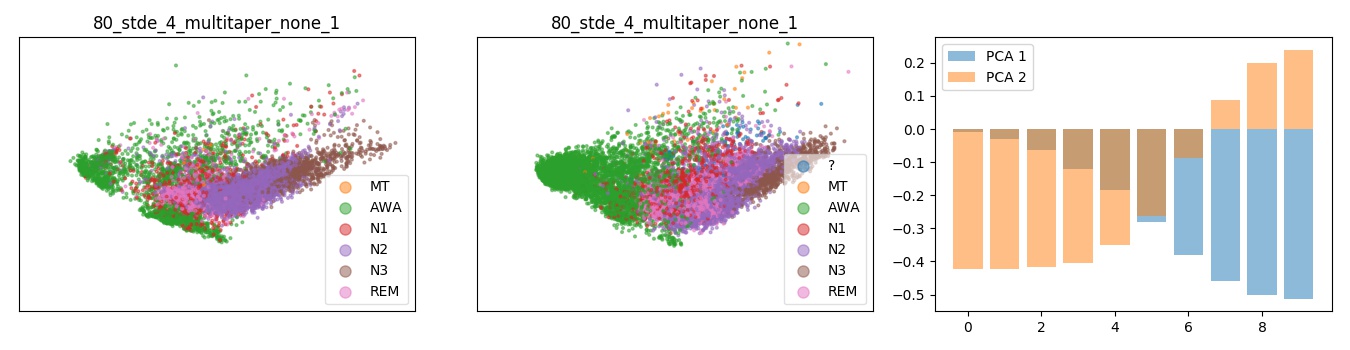 80_stde_4_multitaper_none_1
MT
AWA
N1
N2
N3
REM
80_stde_4_multitaper_none_1
?
MT
AWA
N1
N2
N3
REM
PCA 1
PCA 2
0.2
0.1
0.0
−0.1
−0.2
−0.3
−0.4
−0.5
0 2 4 6 8